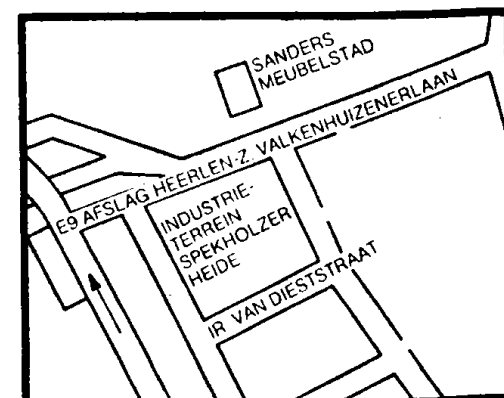 SANDERS
MEUBELSTAD
E9 AFSLAG HEERLEN-Z. VALKENHUIZENERLAAN
INDUSTRIE-
TERREIN
SPEKHOLZER
HEIDE
IR VAN DIESTSTRAAT